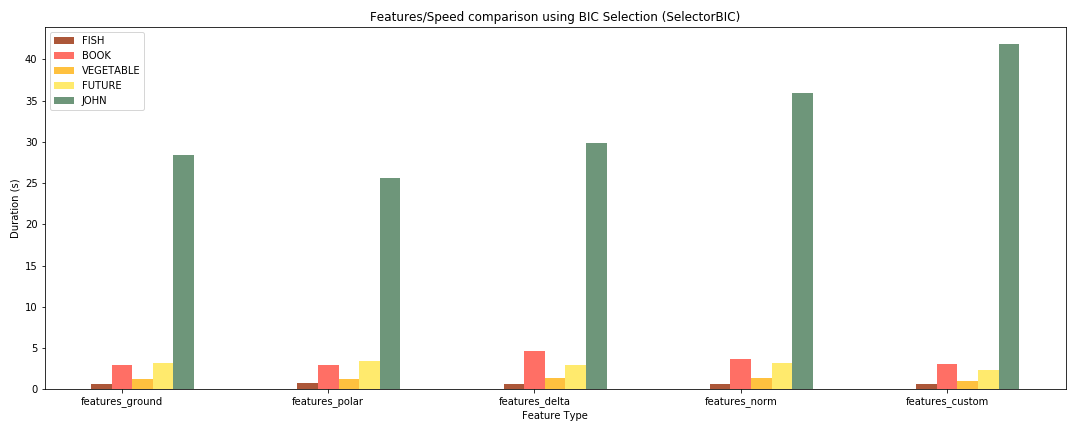 Features/Speed comparison using BIC Selection (SelectorBIC)
FISH
BOOK
VEGETABLE
FUTURE
JOHN
Duration (s)
40
35
30
25
20
15
10
5
0
features_ground features_polar features_delta features_norm features_custom
Feature Type